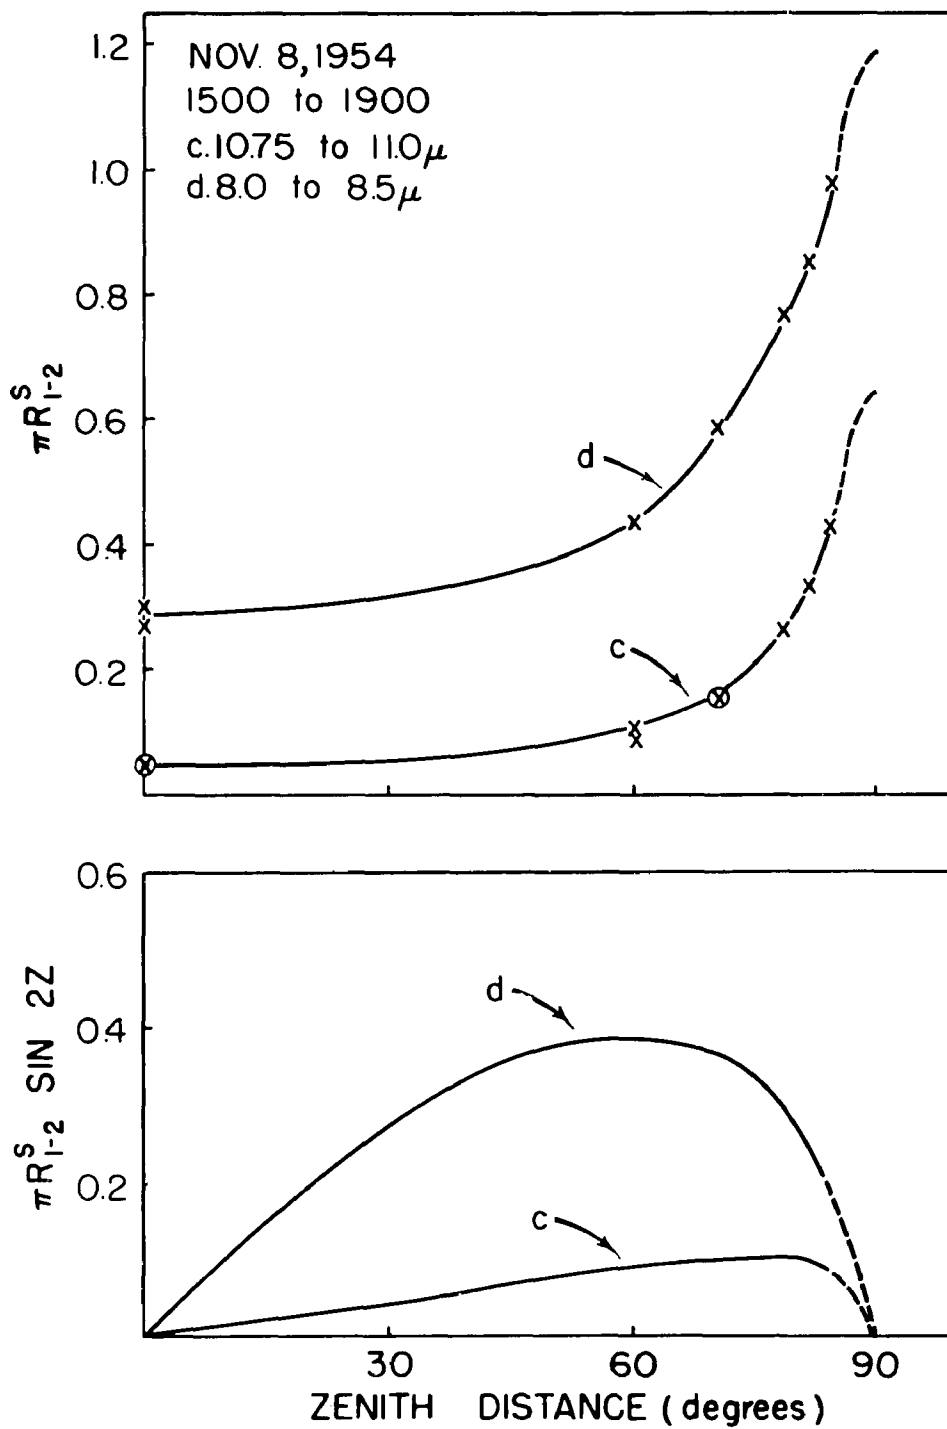 NOV. 8, 1954
1500 to 1900
c. 10.75 to 11.0 μ
d. 8.0 to 8.5 μ
1.2
1.0
0.8
0.6
0.4
0.2
πR^S_1-2
d
c
0.6
0.4
0.2
πR^S_1-2 SIN 2Z
d
c
30 60 90
ZENITH DISTANCE (degrees)